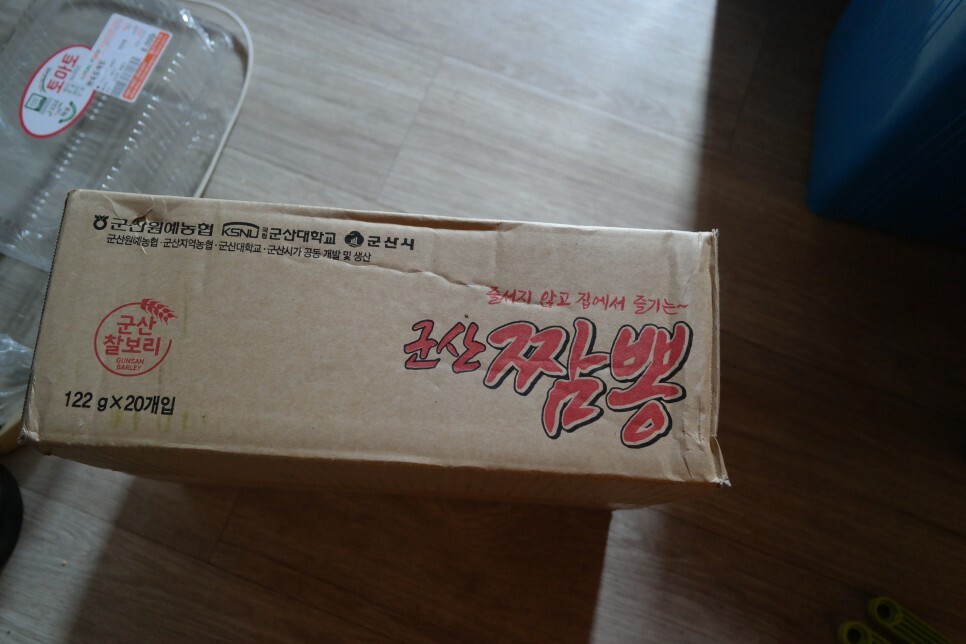 토마토
군산원예농협 KSNU 국립 군산대학교 군산시
군산원예농협·군산지역농협·군산대학교·군산시가 공동 개발 및 생산
줄서지 않고 집에서 즐기는~
군산짬뽕
군산
찰보리
GUNSAN
BARLEY
122 g×20개입